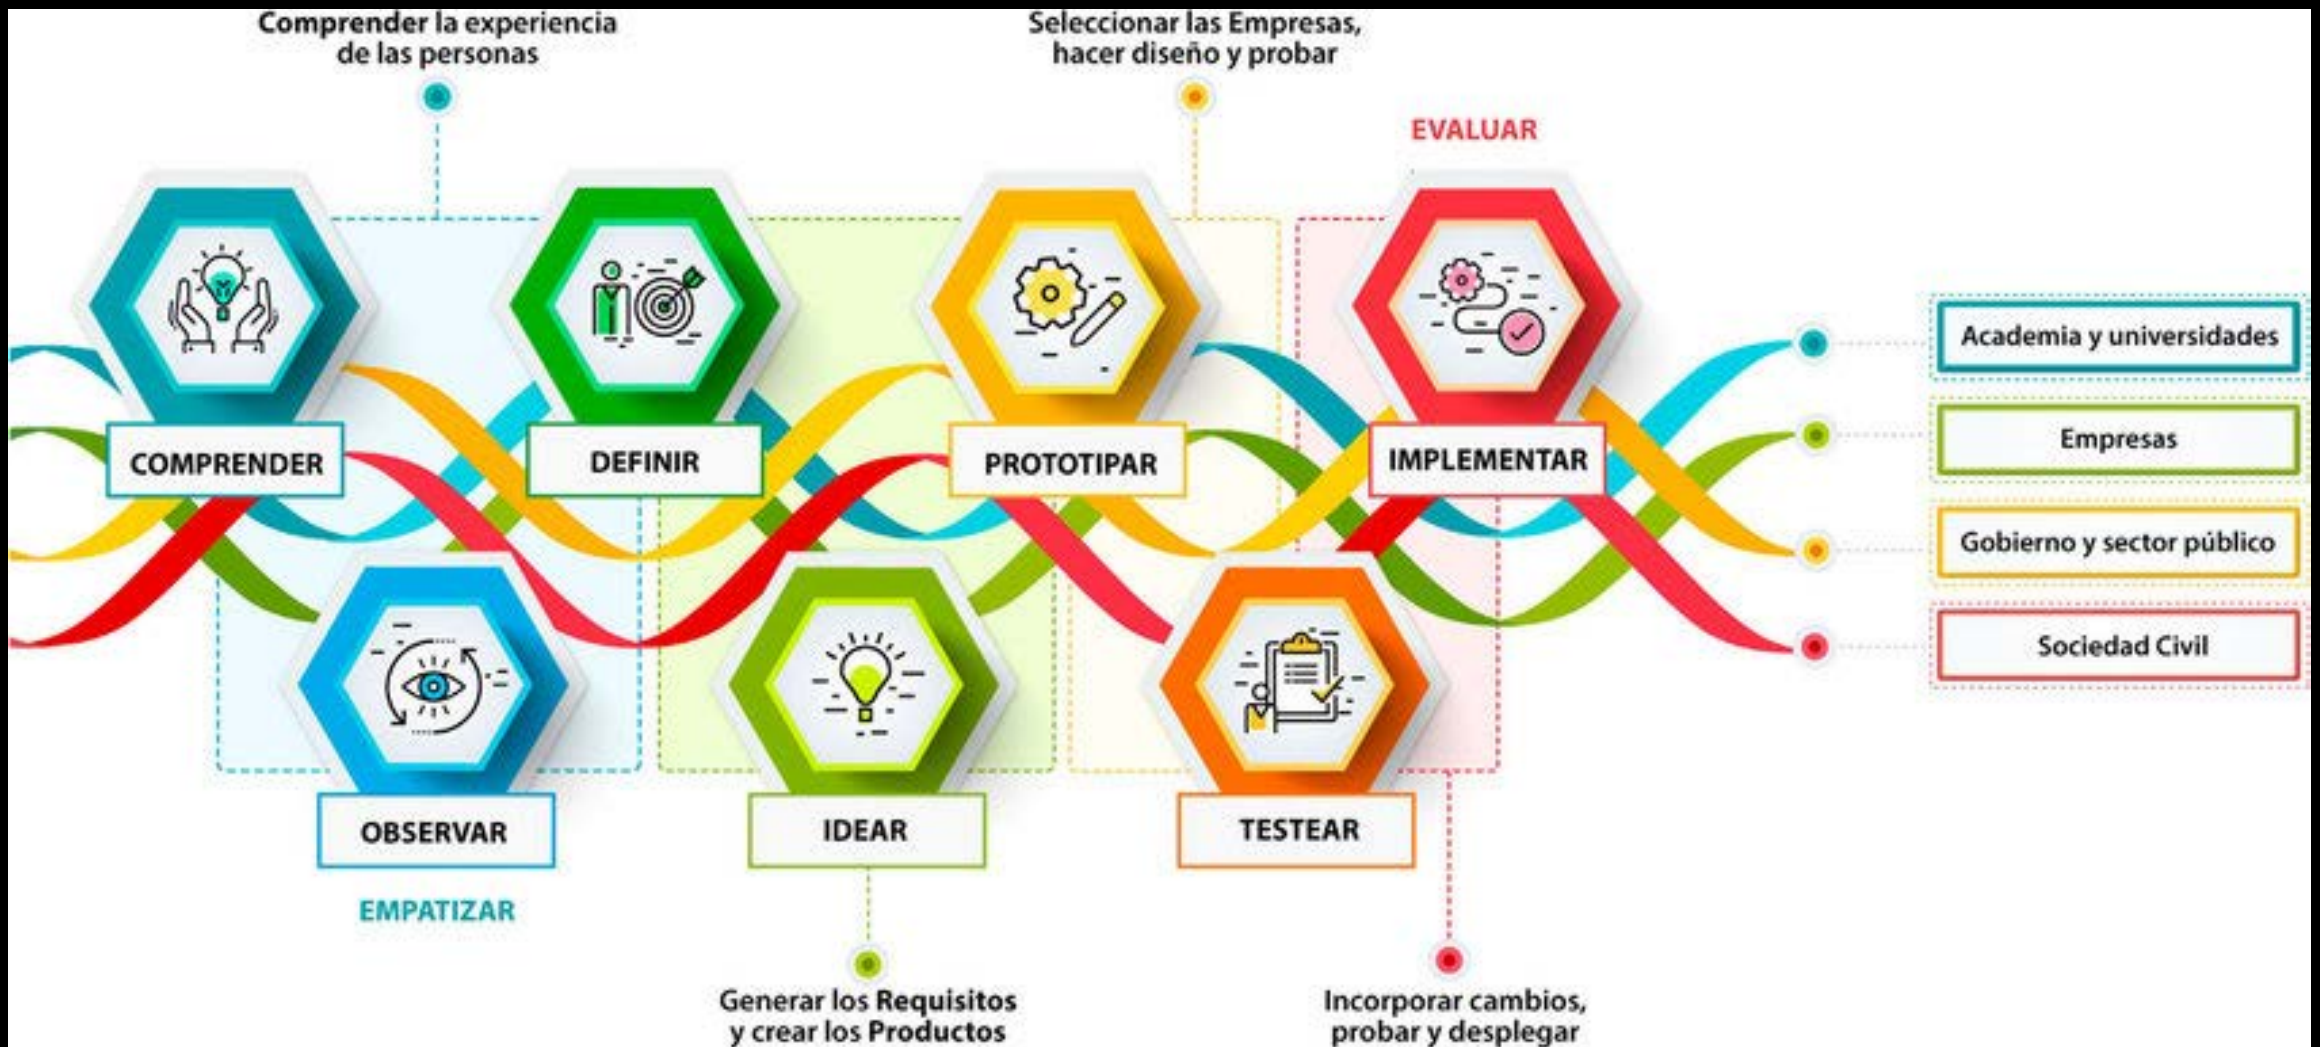 Comprender la experiencia
de las personas
Seleccionar las Empresas,
hacer diseño y probar
EVALUAR
COMPRENDER
DEFINIR
PROTOTIPAR
IMPLEMENTAR
Academia y universidades
Empresas
Gobierno y sector público
Sociedad Civil
OBSERVAR
IDEAR
TESTEAR
EMPATIZAR
Generar los Requisitos
y crear los Productos
Incorporar cambios,
probar y desplegar